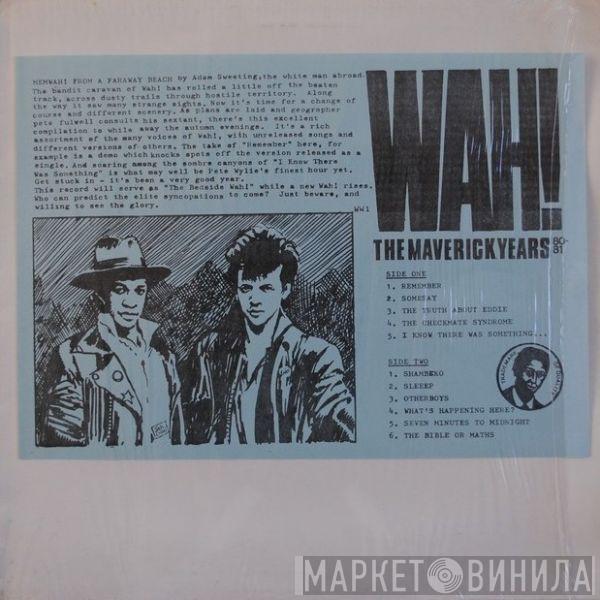 MEMWAH! FROM A FARAWAY BEACH by Adam Sweeting,the white man abroad.
The bandit caravan of Wah! has rolled a little off the beaten
track, across dusty trails through hostile territory. Along
the way it saw many strange sights. Now it's time for a change of
course and different scenery. As plans are laid and geographer
pete fulwell consults his sextant, there's this excellent
compilation to while away the autumn evenings. It's a rich
assortment of the many voices of Wah!, with unreleased songs and
different versions of others. The take of "Remember" here, for
example is a demo which knocks spots off the version released as a
single. And soaring among the sombre canyons of "I Know There
Was Something" is what may well be Pete Wylie's finest hour yet.
Get stuck in - it's been a very good year.
This record will serve as "The Bedside Wah!" while a new Wah! rises.
Who can predict the elite syncopations to come? Just beware, and
willing to see the glory.
WW1
WAH!
THE MAVERICK YEARS 80-81
SIDE ONE
1. REMEMBER
2. SOMESAY
3. THE TRUTH ABOUT EDDIE
4. THE CHECKMATE SYNDROME
5. I KNOW THERE WAS SOMETHING...
SIDE TWO
1. SHAMBEKO
2. SLEEEP
3. OTHERBOYS
4. WHAT'S HAPPENING HERE?
5. SEVEN MINUTES TO MIDNIGHT
6. THE BIBLE OR MATHS
TRADEMARK
OF QUALITY
МАРКЕТ ВИНИЛА